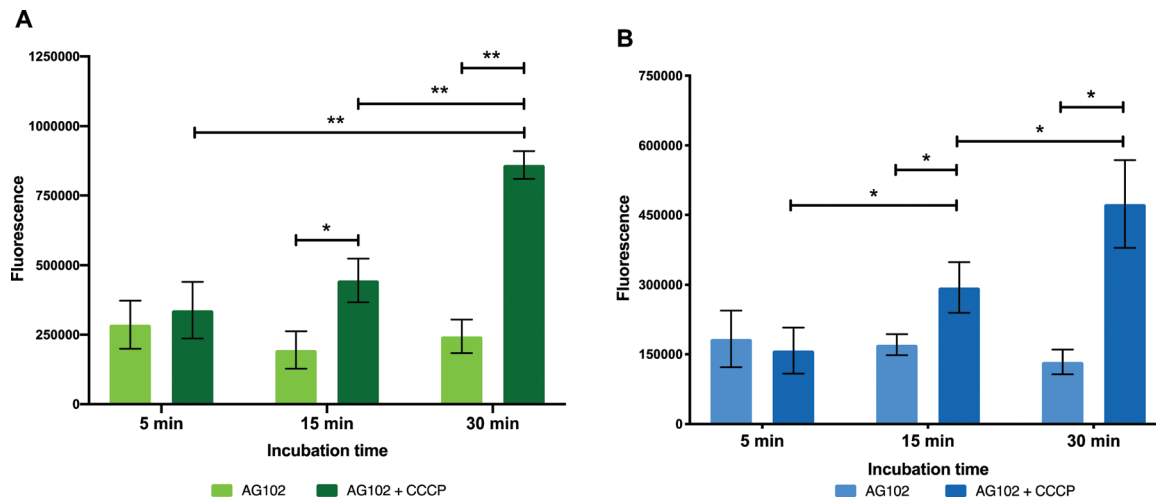 A
Fluorescence
1250000
1000000
750000
500000
250000
0
**
**
**
*
5 min
15 min
30 min
Incubation time
AG102
AG102 + CCCP
B
Fluorescence
750000
600000
450000
300000
150000
0
*
*
*
*
5 min
15 min
30 min
Incubation time
AG102
AG102 + CCCP